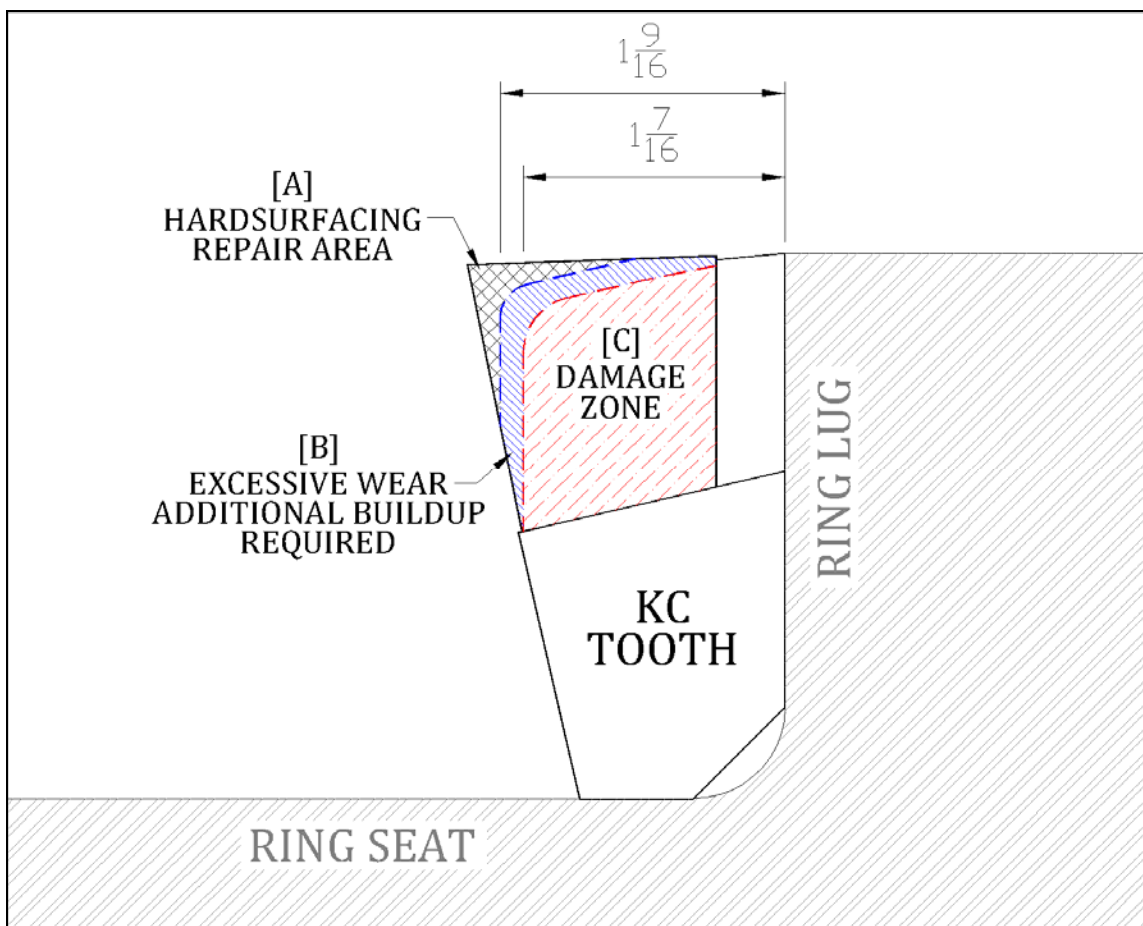 1 9/16
1 7/16
[A]
HARDSURFACING
REPAIR AREA
[C]
DAMAGE
ZONE
[B]
EXCESSIVE WEAR
ADDITIONAL BUILDUP
REQUIRED
RING LUG
KC
TOOTH
RING SEAT